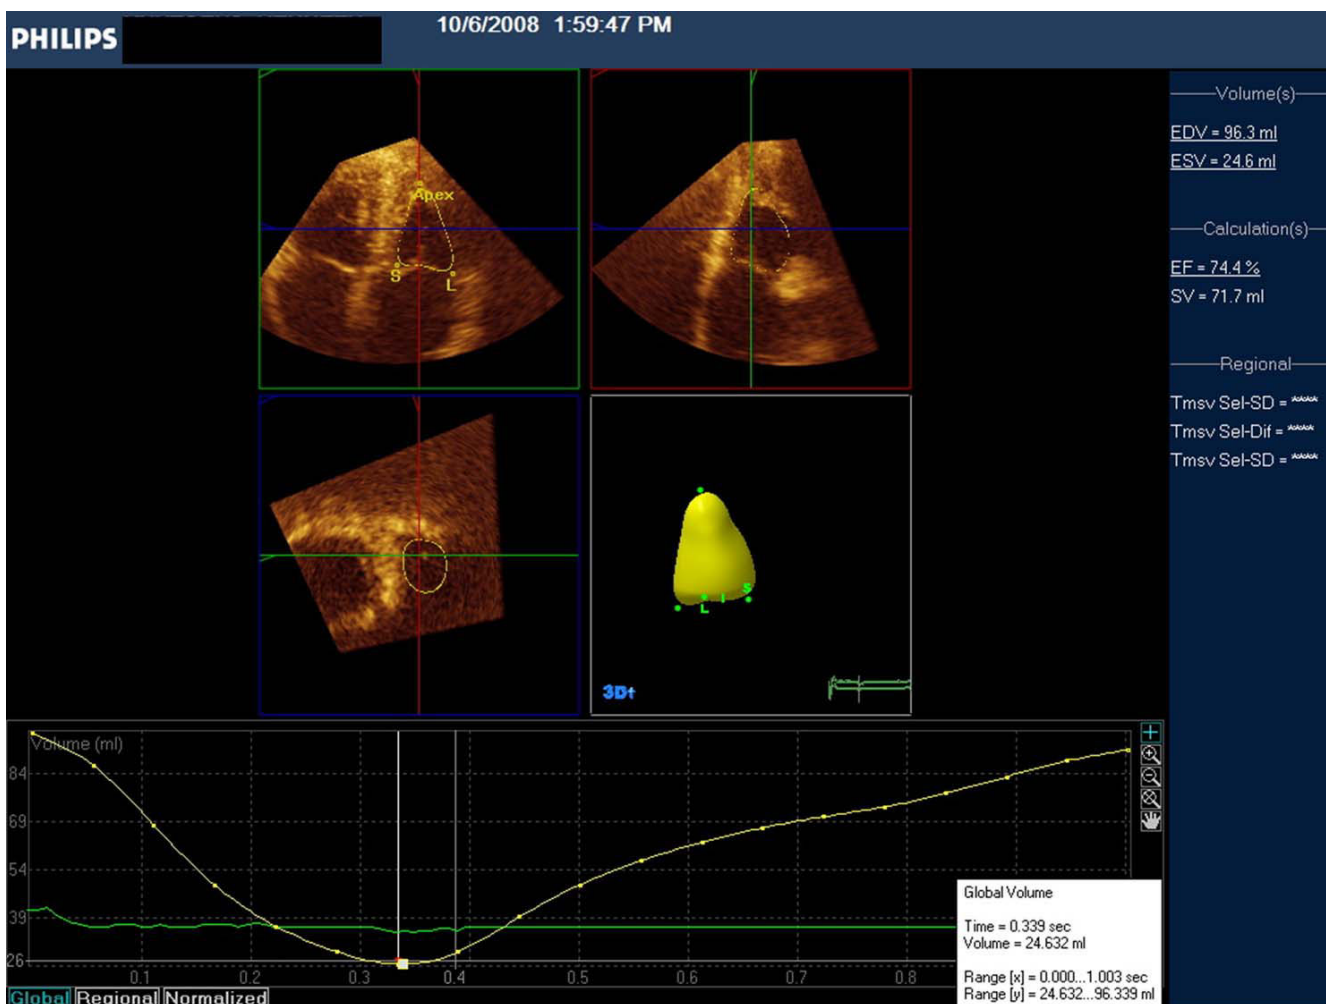 PHILIPS
10/6/2008 1:59:47 PM
Volume(s)
EDV = 96.3 ml
ESV = 24.6 ml
Calculation(s)
EF = 74.4 %
SV = 71.7 ml
Regional
Tmsv Sel-SD = ****
Tmsv Sel-Dif = ****
Tmsv Sel-SD = ****
Apex
S
L
S
I
L
3Dt
Volume (ml)
84
69
54
39
26
0.1
0.2
0.3
0.4
0.5
0.6
0.7
0.8
Global Volume
Time = 0.339 sec
Volume = 24.632 ml
Range [x] = 0.000...1.003 sec
Range [y] = 24.632...96.339 ml
Global Regional Normalized